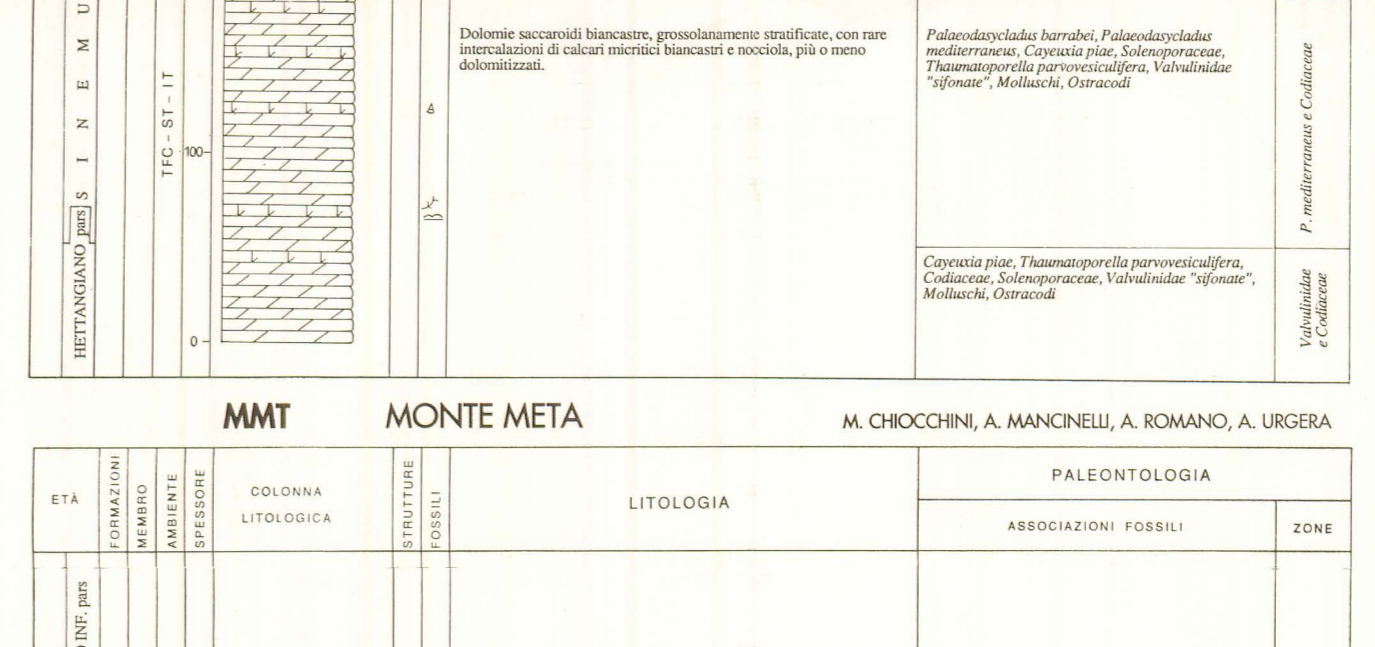 SINEMU
HETTANGIANO pars
TFC - ST - IT
100
0
Dolomie saccaroidi biancastre, grossolanamente stratificate, con rare
intercalazioni di calcari micritici biancastri e nocciola, più o meno
dolomitizzati.
Palaeodasycladus barrabei, Palaeodasycladus
mediterraneus, Cayeuxia piae, Solenoporaceae,
Thaumatoporella parvovesiculifera, Valvulinidae
"sifonate", Molluschi, Ostracodi
P. mediterraneus e Codiaceae
Cayeuxia piae, Thaumatoporella parvovesiculifera,
Codiaceae, Solenoporaceae, Valvulinidae "sifonate",
Molluschi, Ostracodi
Valvulinidae
e Codiaceae
MMT MONTE META
M. CHIOCCHINI, A. MANCINELLI, A. ROMANO, A. URGERA
ETÀ
FORMAZIONI
MEMBRO
AMBIENTE
SPESSORE
COLONNA
LITOLOGICA
STRUTTURE
FOSSILI
LITOLOGIA
PALEONTOLOGIA
ASSOCIAZIONI FOSSILI
ZONE
INF. pars